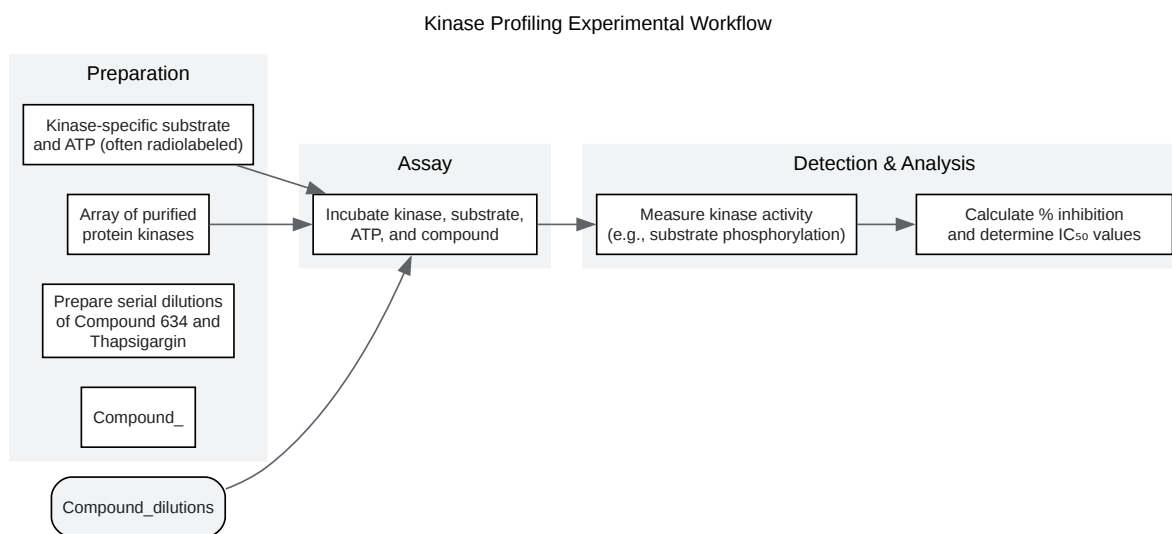 Kinase Profiling Experimental Workflow
Preparation
Kinase-specific substrate
and ATP (often radiolabeled)
Array of purified
protein kinases
Prepare serial dilutions
of Compound 634 and
Thapsigargin
Compound_
Compound_dilutions
Assay
Incubate kinase, substrate,
ATP, and compound
Detection & Analysis
Measure kinase activity
(e.g., substrate phosphorylation)
Calculate % inhibition
and determine IC₅₀ values